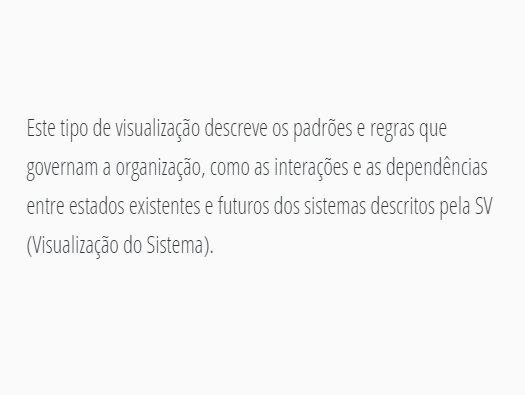 Este tipo de visualização descreve os padrões e regras que
governam a organização, como as interações e as dependências
entre estados existentes e futuros dos sistemas descritos pela SV
(Visualização do Sistema).